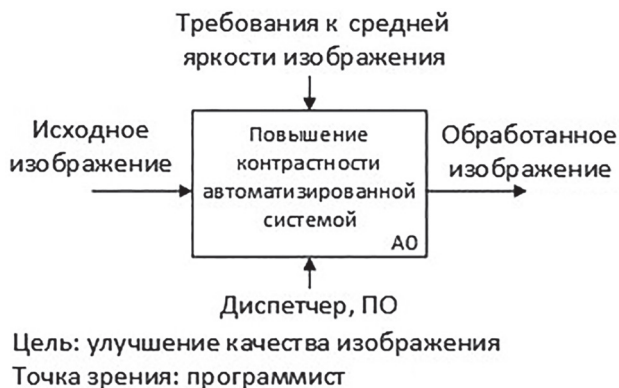 Требования к средней
яркости изображения
Исходное
изображение
Повышение
контрастности
автоматизированной
системой
А0
Обработанное
изображение
Диспетчер, ПО
Цель: улучшение качества изображения
Точка зрения: программист